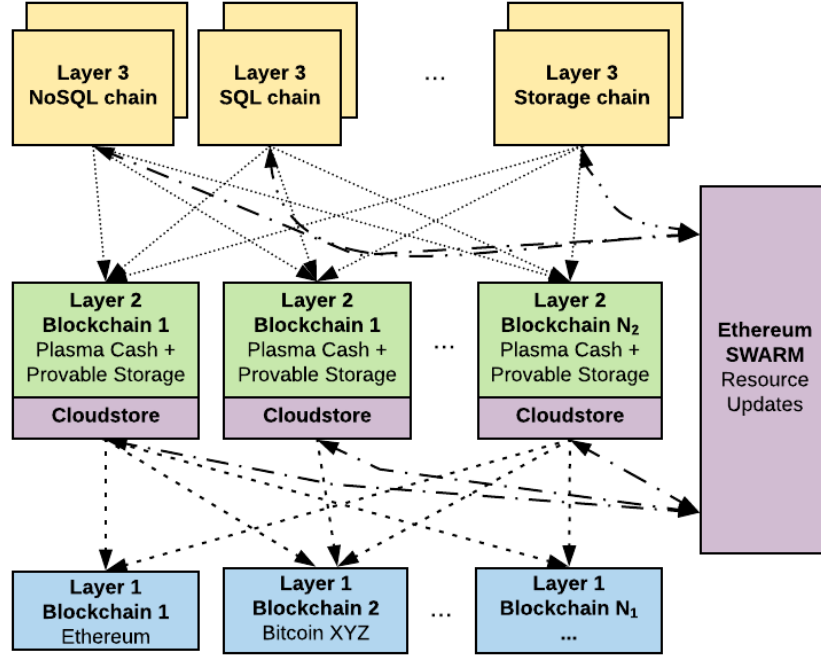 Layer 3
NoSQL chain
Layer 3
SQL chain
...
Layer 3
Storage chain
Layer 2
Blockchain 1
Plasma Cash +
Provable Storage
Cloudstore
Layer 2
Blockchain 1
Plasma Cash +
Provable Storage
Cloudstore
...
Layer 2
Blockchain N₂
Plasma Cash +
Provable Storage
Cloudstore
Ethereum
SWARM
Resource
Updates
Layer 1
Blockchain 1
Ethereum
Layer 1
Blockchain 2
Bitcoin XYZ
...
Layer 1
Blockchain N₁
...